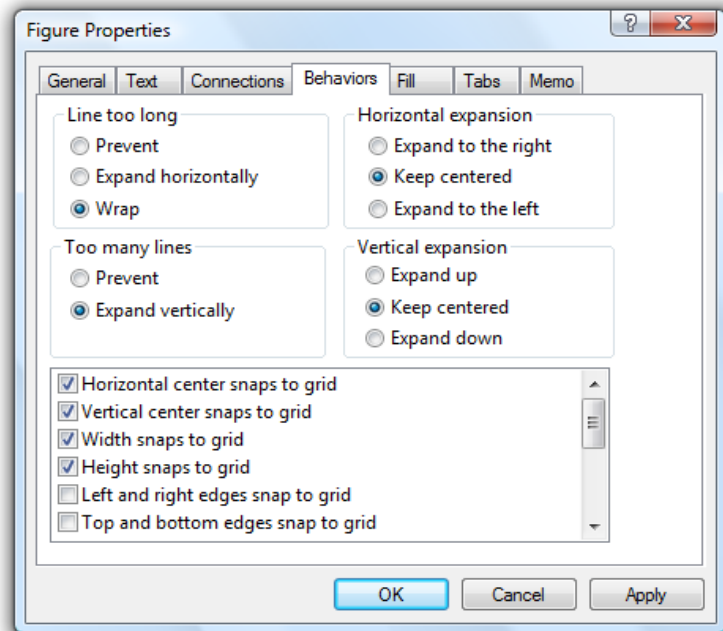 Figure Properties
?
General Text Connections Behaviors Fill Tabs Memo
Line too long
Prevent
Expand horizontally
Wrap
Horizontal expansion
Expand to the right
Keep centered
Expand to the left
Too many lines
Prevent
Expand vertically
Vertical expansion
Expand up
Keep centered
Expand down
Horizontal center snaps to grid
Vertical center snaps to grid
Width snaps to grid
Height snaps to grid
Left and right edges snap to grid
Top and bottom edges snap to grid
OK Cancel Apply